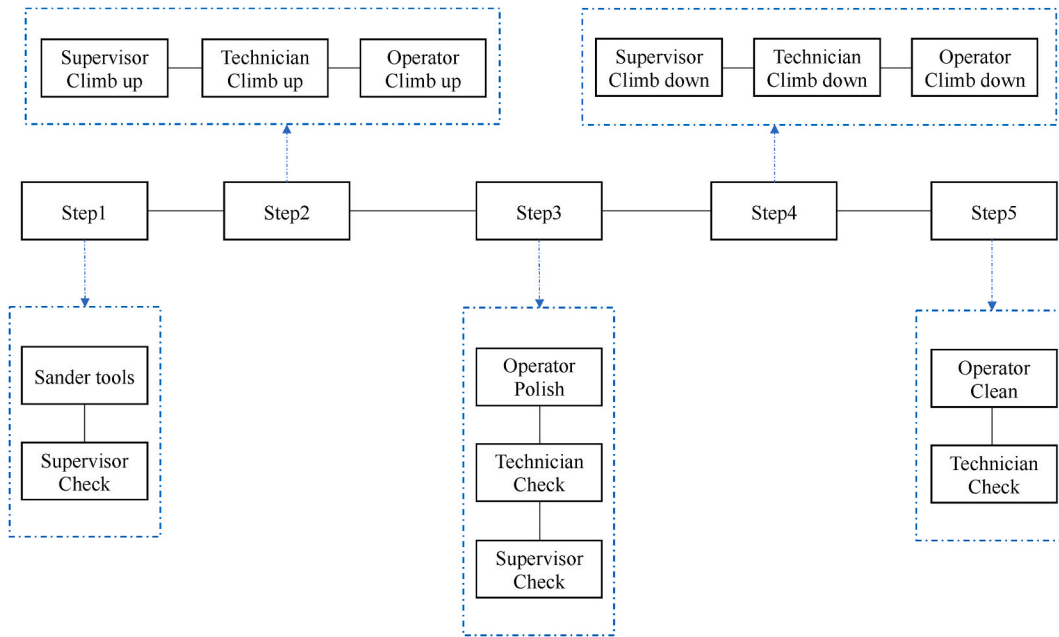 Supervisor
Climb up
Technician
Climb up
Operator
Climb up
Supervisor
Climb down
Technician
Climb down
Operator
Climb down
Step1
Step2
Step3
Step4
Step5
Sander tools
Supervisor
Check
Operator
Polish
Technician
Check
Supervisor
Check
Operator
Clean
Technician
Check